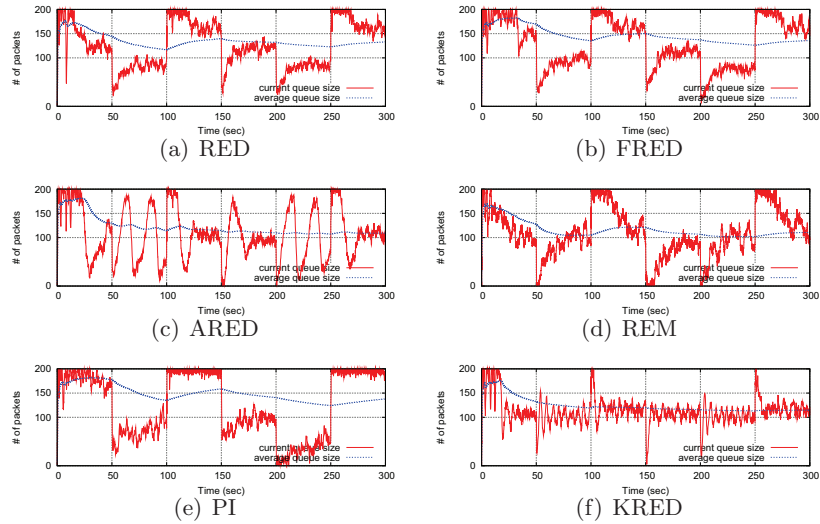 200
150
100
0
# of packets
current queue size
average queue size
0 50 100 150 200 250 300
Time (sec)
(a) RED
200
150
100
0
# of packets
current queue size
average queue size
0 50 100 150 200 250 300
Time (sec)
(b) FRED
200
150
100
0
# of packets
current queue size
average queue size
0 50 100 150 200 250 300
Time (sec)
(c) ARED
200
150
100
0
# of packets
current queue size
average queue size
0 50 100 150 200 250 300
Time (sec)
(d) REM
200
150
100
0
# of packets
current queue size
average queue size
0 50 100 150 200 250 300
Time (sec)
(e) PI
200
150
100
0
# of packets
current queue size
average queue size
0 50 100 150 200 250 300
Time (sec)
(f) KRED